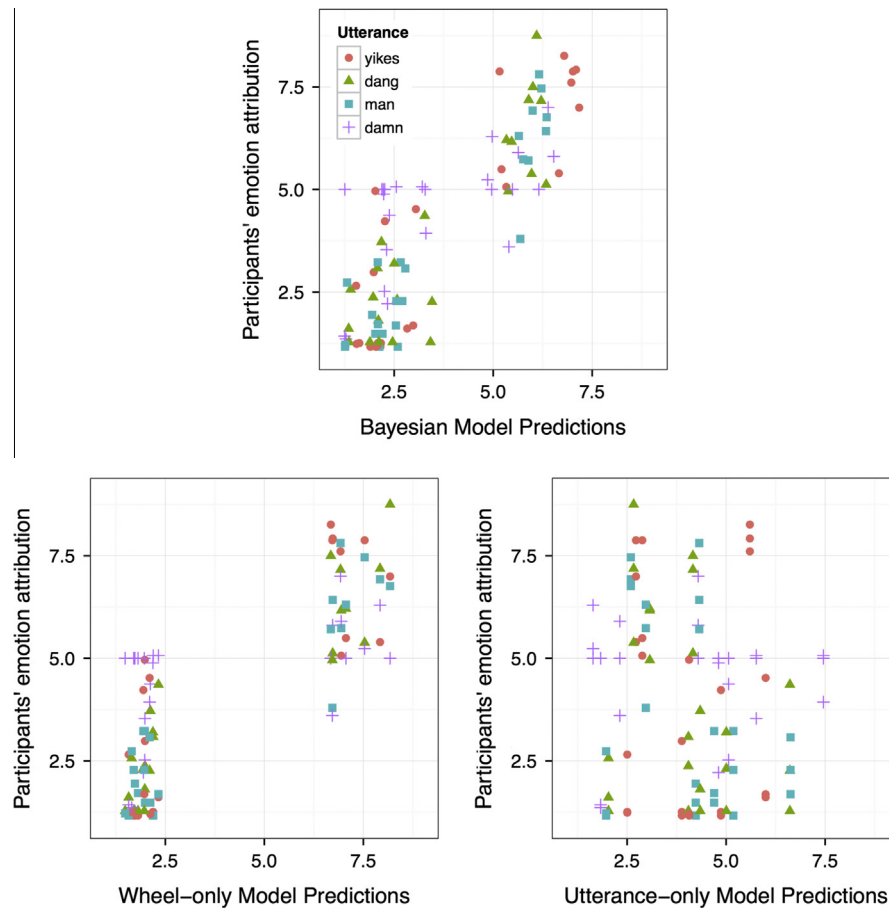 Utterance
yikes
dang
man
damn
7.5
5.0
2.5
Participants' emotion attribution
2.5 5.0 7.5
Bayesian Model Predictions
7.5
5.0
2.5
Participants' emotion attribution
2.5 5.0 7.5
Wheel-only Model Predictions
7.5
5.0
2.5
Participants' emotion attribution
2.5 5.0 7.5
Utterance-only Model Predictions